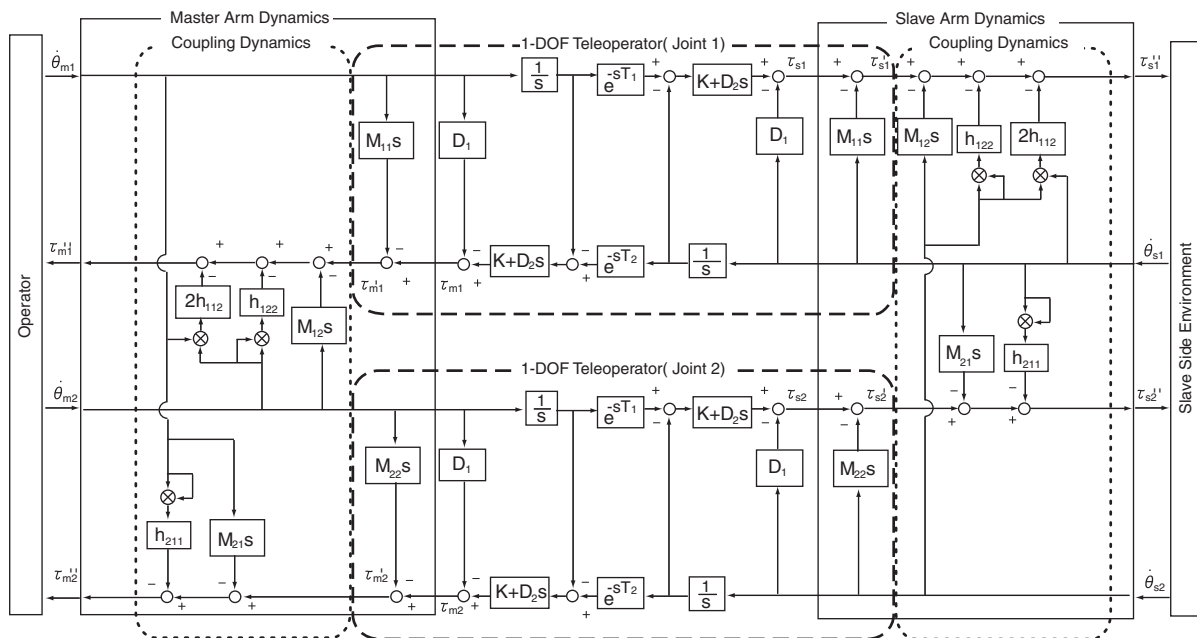 Master Arm Dynamics
Slave Arm Dynamics
Coupling Dynamics
1-DOF Teleoperator( Joint 1)
Coupling Dynamics
θ̇m1
1/s
e^-sT1
+
−
K+D2s
+
−
τs1
+
−
τs1'
+
−
+
−
+
−
τs1''
M11s
D1
D1
M11s
M12s
h122
2h112
τm1''
+
−
+
−
+
−
τm1'
−
+
τm1
−
+
K+D2s
−
+
e^-sT2
1/s
θ̇s1
2h112
h122
M12s
M21s
h211
Operator
Slave Side Environment
1-DOF Teleoperator( Joint 2)
θ̇m2
1/s
e^-sT1
+
−
K+D2s
+
−
τs2
+
−
τs2'
−
+
−
+
τs2''
M22s
D1
D1
M22s
h211
M21s
τm2''
−
+
−
+
τm2'
−
+
τm2
−
+
K+D2s
−
+
e^-sT2
1/s
θ̇s2